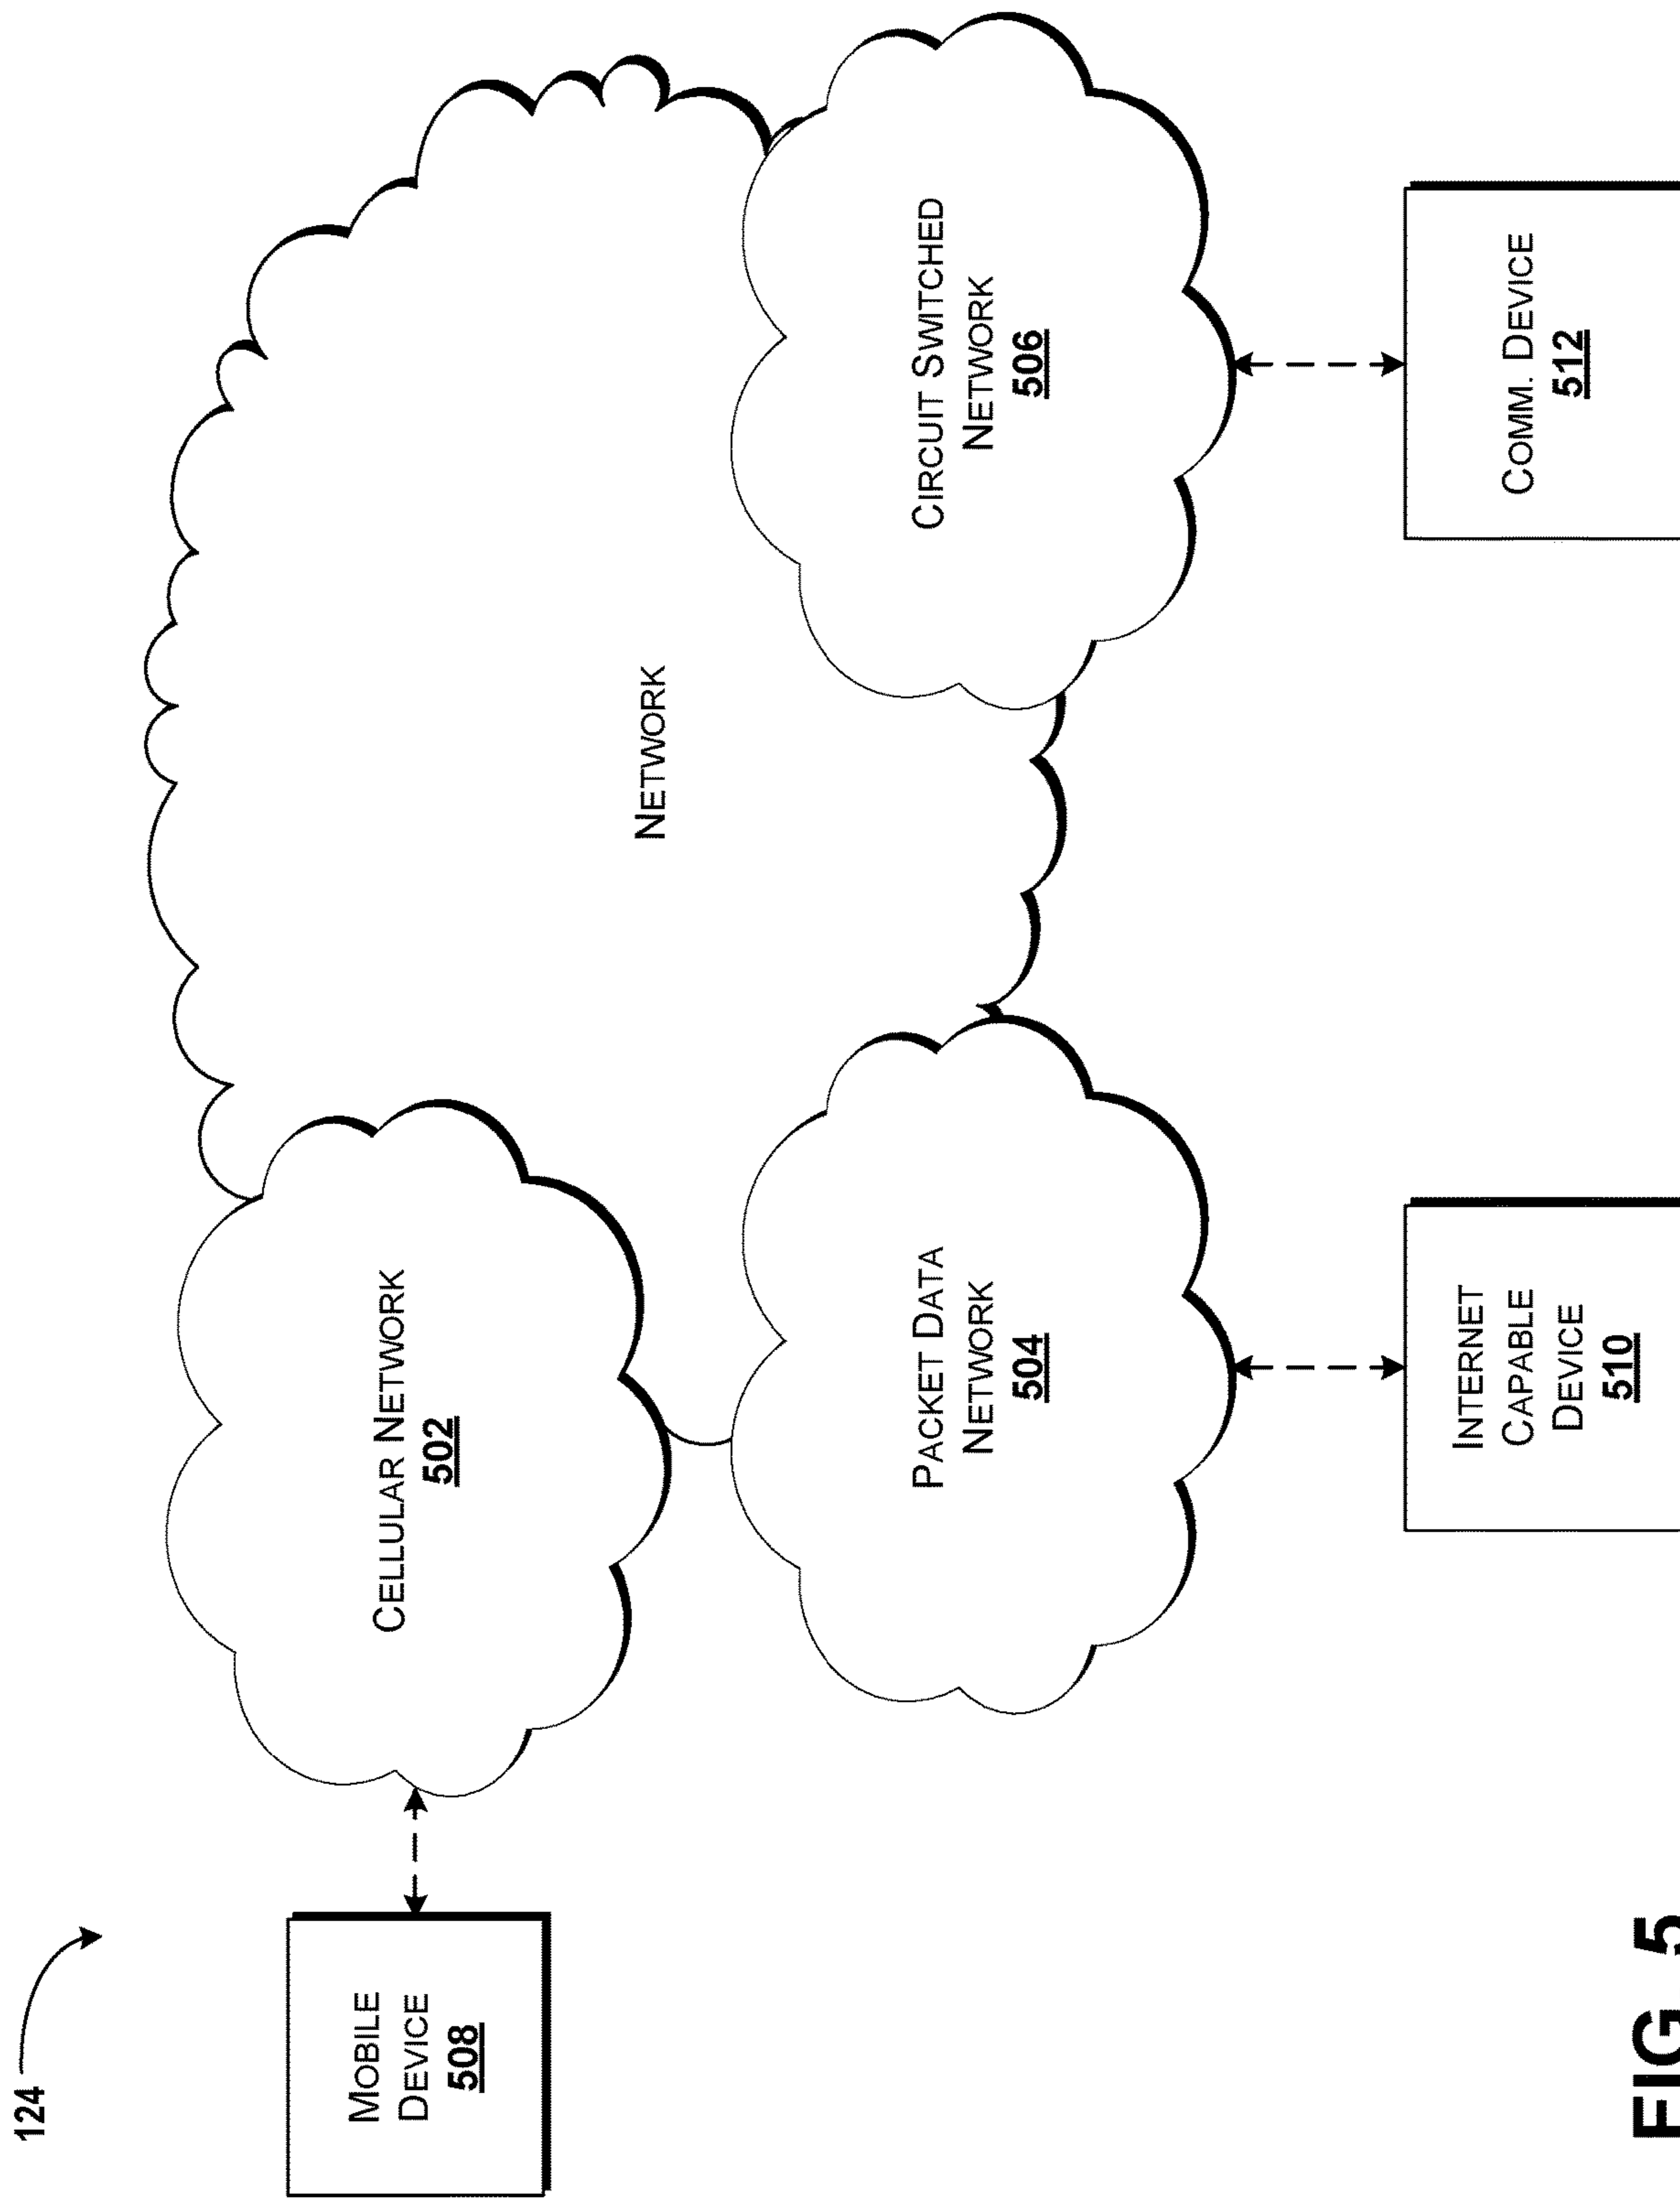 124
NETWORK
CELLULAR NETWORK
502
MOBILE
DEVICE
508
PACKET DATA
NETWORK
504
CIRCUIT SWITCHED
NETWORK
506
INTERNET
CAPABLE
DEVICE
510
COMM. DEVICE
512
FIG. 5